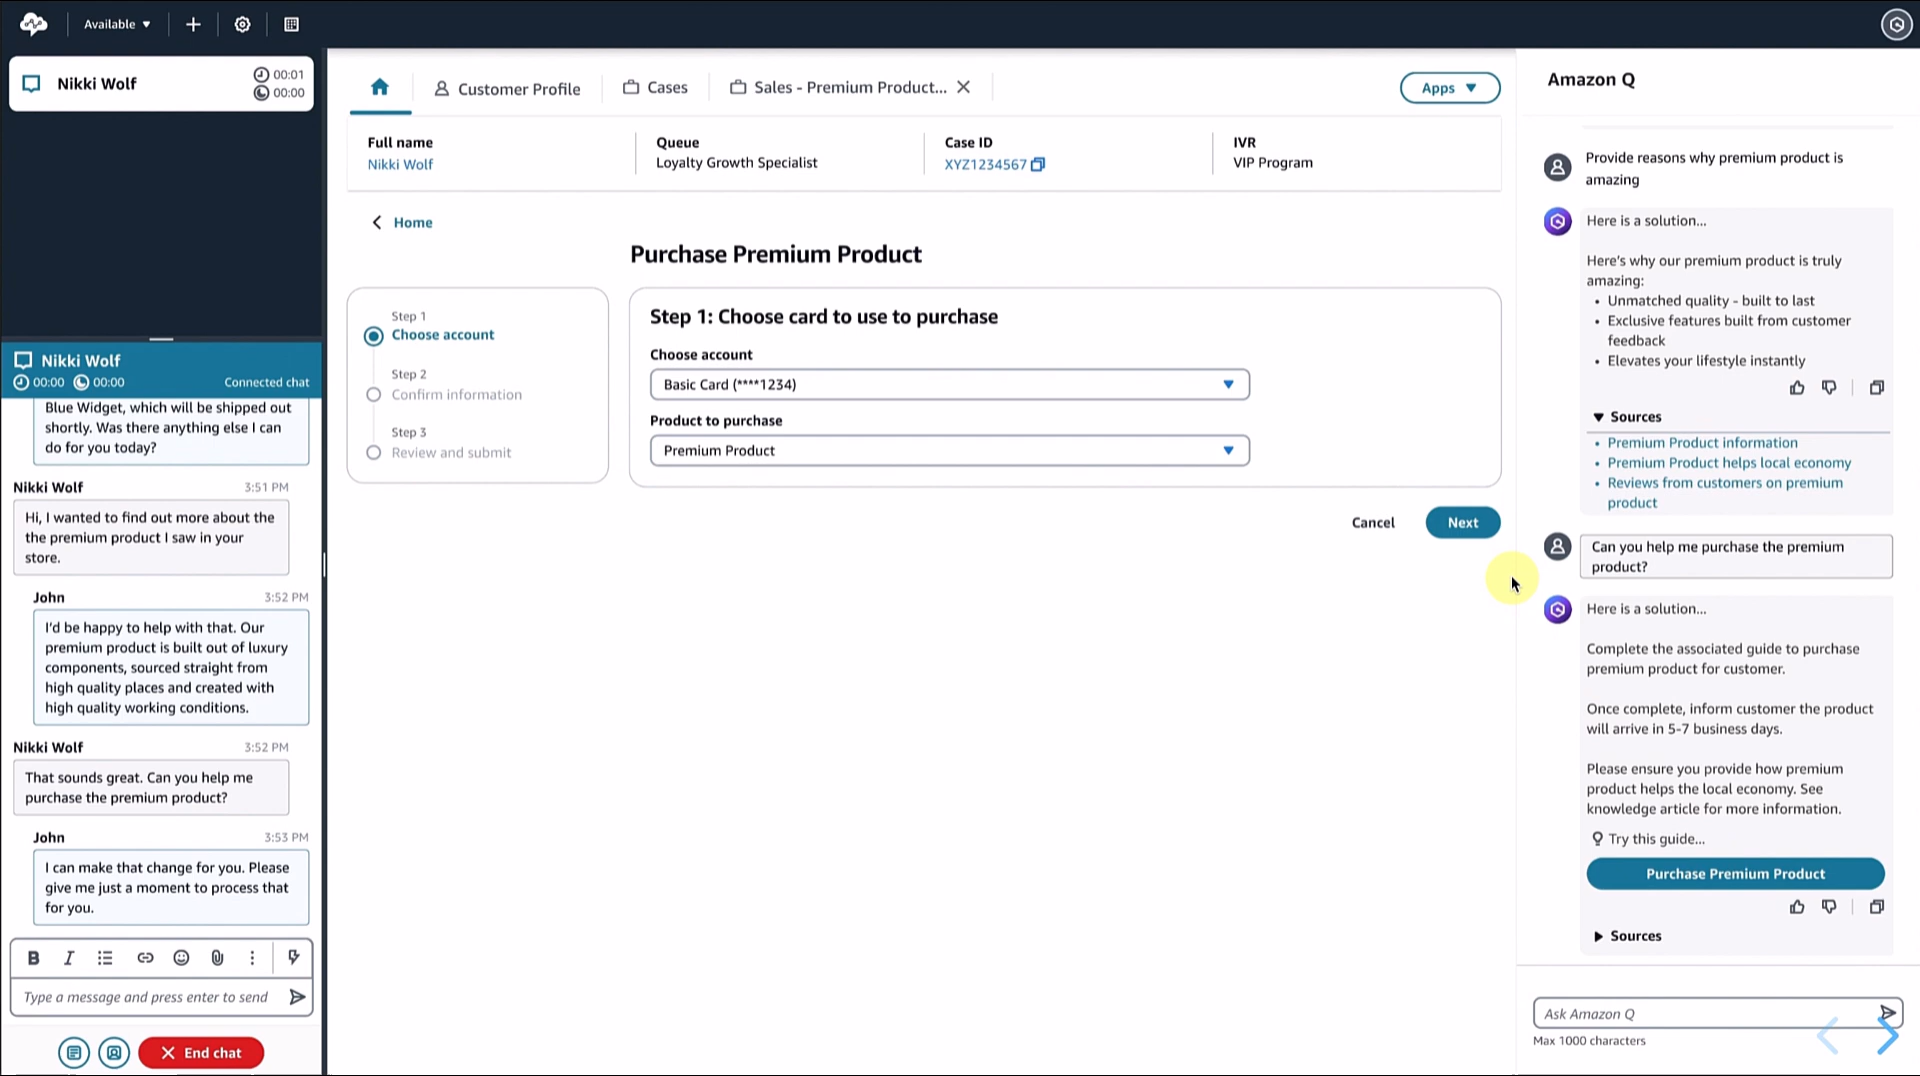 Available
Nikki Wolf
00:01
00:00
Nikki Wolf
00:00 00:00 Connected chat
Blue Widget, which will be shipped out
shortly. Was there anything else I can
do for you today?
Nikki Wolf 3:51 PM
Hi, I wanted to find out more about the
the premium product I saw in your
store.
John 3:52 PM
I'd be happy to help with that. Our
premium product is built out of luxury
components, sourced straight from
high quality places and created with
high quality working conditions.
Nikki Wolf 3:52 PM
That sounds great. Can you help me
purchase the premium product?
John 3:53 PM
I can make that change for you. Please
give me just a moment to process that
for you.
B I
Type a message and press enter to send
End chat
Customer Profile
Cases
Sales - Premium Product...
Apps
Full name
Nikki Wolf
Queue
Loyalty Growth Specialist
Case ID
XYZ1234567
IVR
VIP Program
Home
Purchase Premium Product
Step 1
Choose account
Step 2
Confirm information
Step 3
Review and submit
Step 1: Choose card to use to purchase
Choose account
Basic Card (****1234)
Product to purchase
Premium Product
Cancel
Next
Amazon Q
Provide reasons why premium product is
amazing
Here is a solution...
Here's why our premium product is truly
amazing:
• Unmatched quality - built to last
• Exclusive features built from customer
feedback
• Elevates your lifestyle instantly
Sources
• Premium Product information
• Premium Product helps local economy
• Reviews from customers on premium
product
Can you help me purchase the premium
product?
Here is a solution...
Complete the associated guide to purchase
premium product for customer.
Once complete, inform customer the product
will arrive in 5-7 business days.
Please ensure you provide how premium
product helps the local economy. See
knowledge article for more information.
Try this guide...
Purchase Premium Product
Sources
Ask Amazon Q
Max 1000 characters